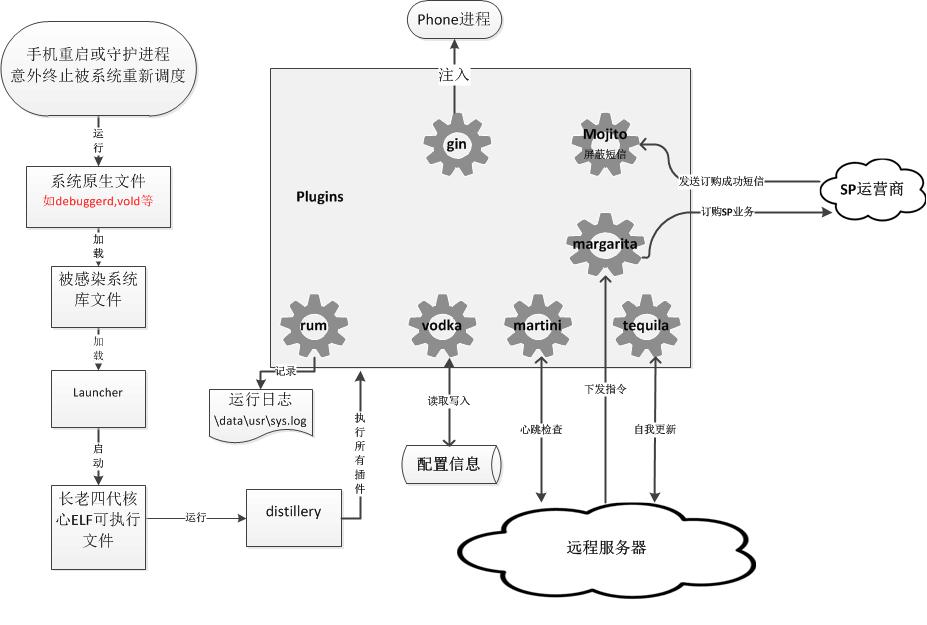 Phone进程
手机重启或守护进程
意外终止被系统重新调度
注入
运行
gin
Mojito
屏蔽短信
系统原生文件
如debuggerd,vold等
发送订购成功短信
SP运营商
Plugins
订购SP业务
加载
margarita
被感染系统
库文件
rum
vodka
martini
tequila
加载
记录
Launcher
运行日志
\data\usr\sys.log
读取写入
下发指令
执行所有插件
心跳检查
自我更新
启动
配置信息
长老四代核
心ELF可执行
文件
运行
distillery
远程服务器